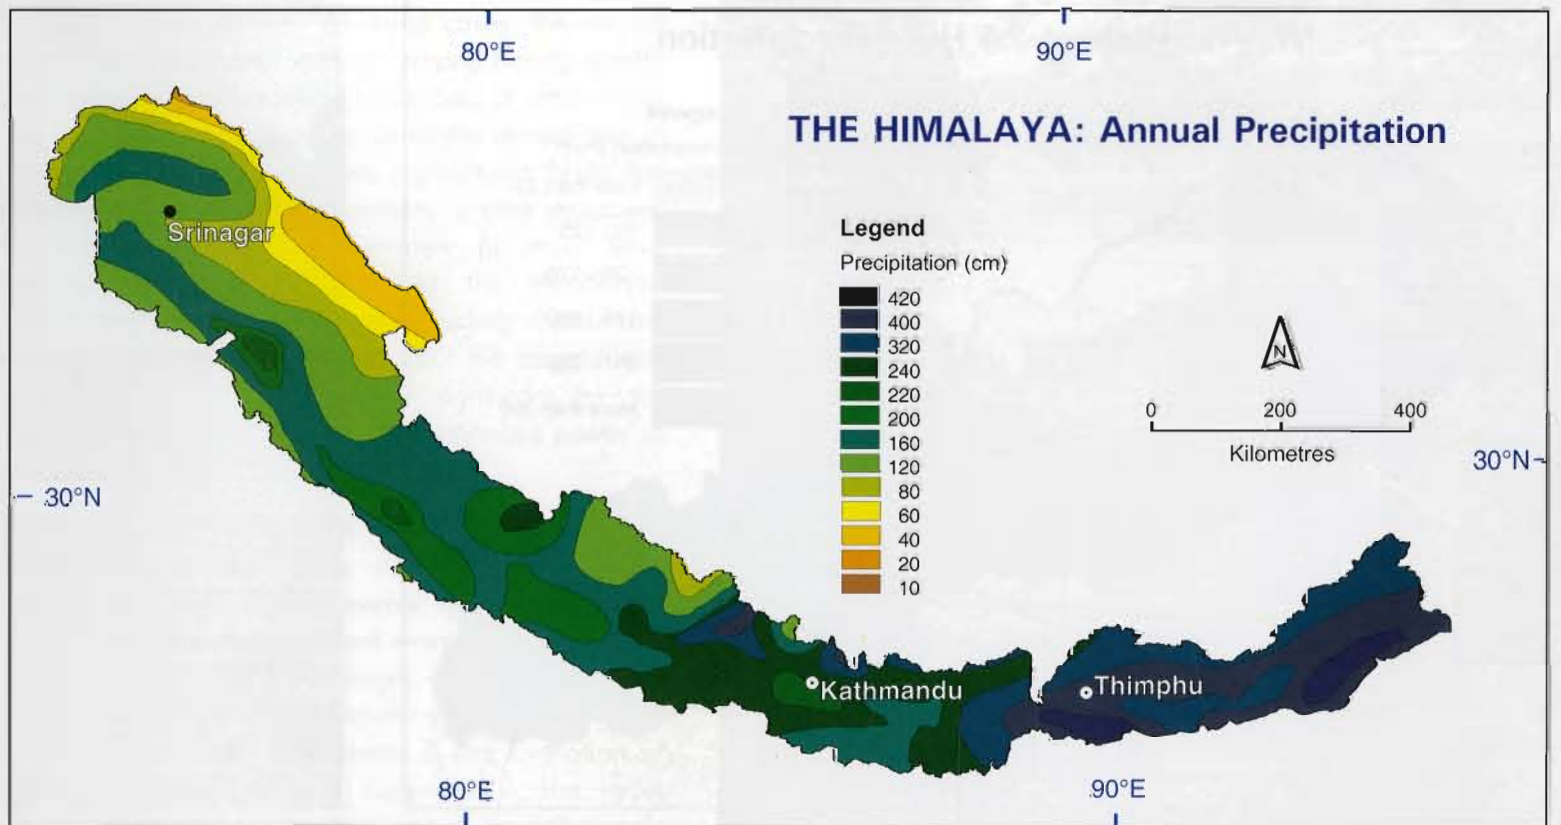 80°E
90°E
THE HIMALAYA: Annual Precipitation
Srinagar
Legend
Precipitation (cm)
420
400
320
240
220
200
160
120
80
60
40
20
10
N
0 200 400
Kilometres
30°N
30°N
Kathmandu
Thimphu
80°E
90°E